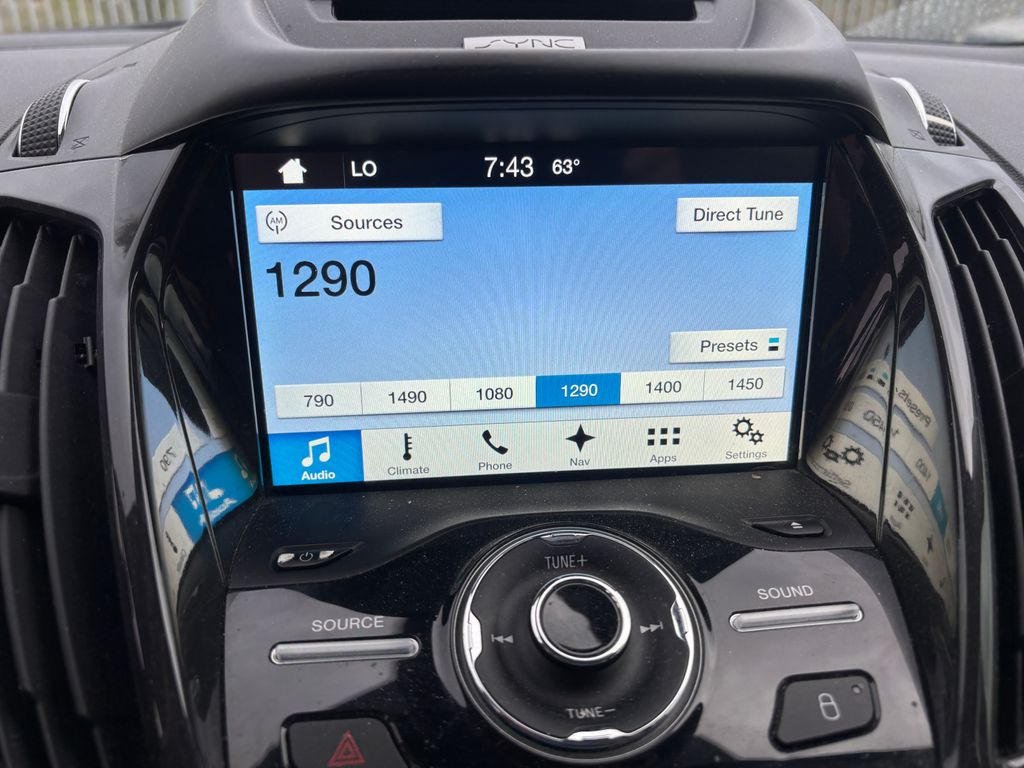 SYNC
LO 7:43 63°
AM Sources Direct Tune
1290
Presets
790 1490 1080 1290 1400 1450
Audio Climate Phone Nav Apps Settings
TUNE+
SOURCE SOUND
TUNE-